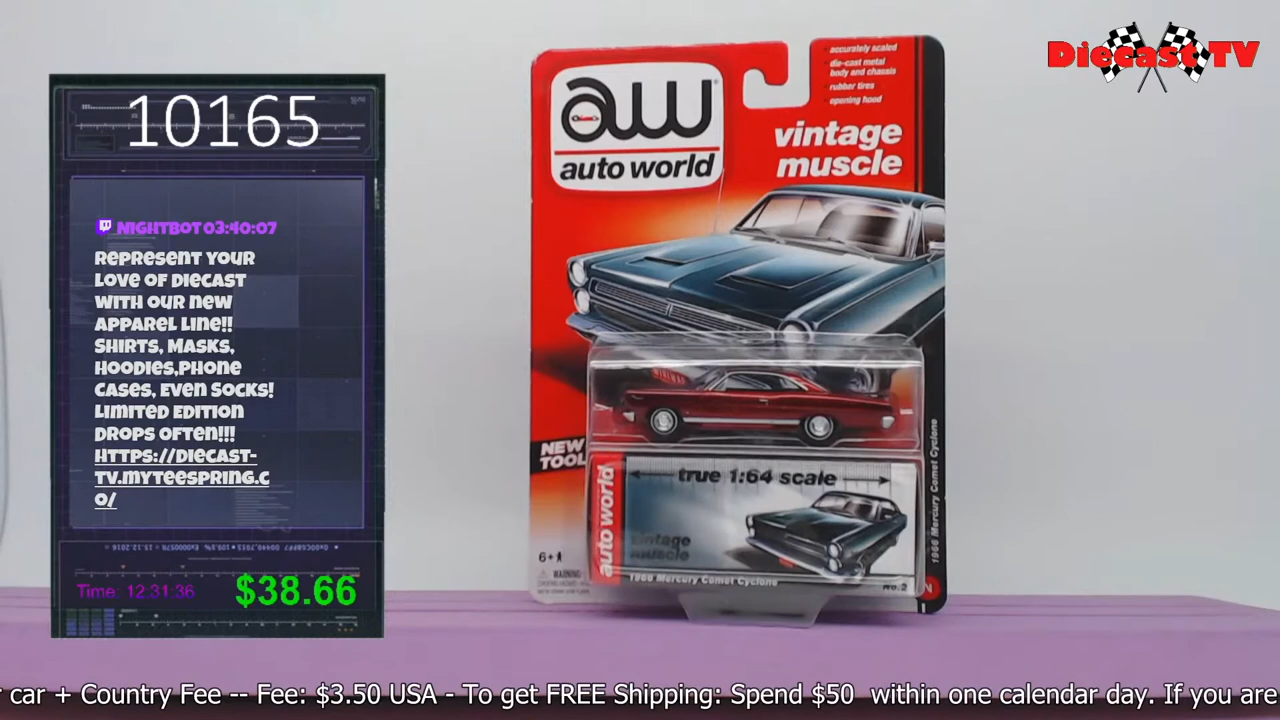 10165
NIGHTBOT 03:40:07
REPRESENT YOUR
LOVE OF DIECAST
WITH OUR NEW
APPAREL LINE!!
SHIRTS, MASKS,
HOODIES,PHONE
CASES, EVEN SOCKS!
LIMITED EDITION
DROPS OFTEN!!!
HTTPS://DIECAST-
TV.MYTEESPRING.C
O/
Time: 12:31:36
$38.66
aw
auto world
accurately scaled
die-cast metal
body and chassis
rubber tires
opening hood
vintage
muscle
NEW
TOOL
true 1:64 scale
auto world
vintage
muscle
1966 Mercury Comet Cyclone
No.2
6+
WARNING:
1966 Mercury Comet Cyclone
Diecast TV
car + Country Fee -- Fee: $3.50 USA - To get FREE Shipping: Spend $50 within one calendar day. If you are